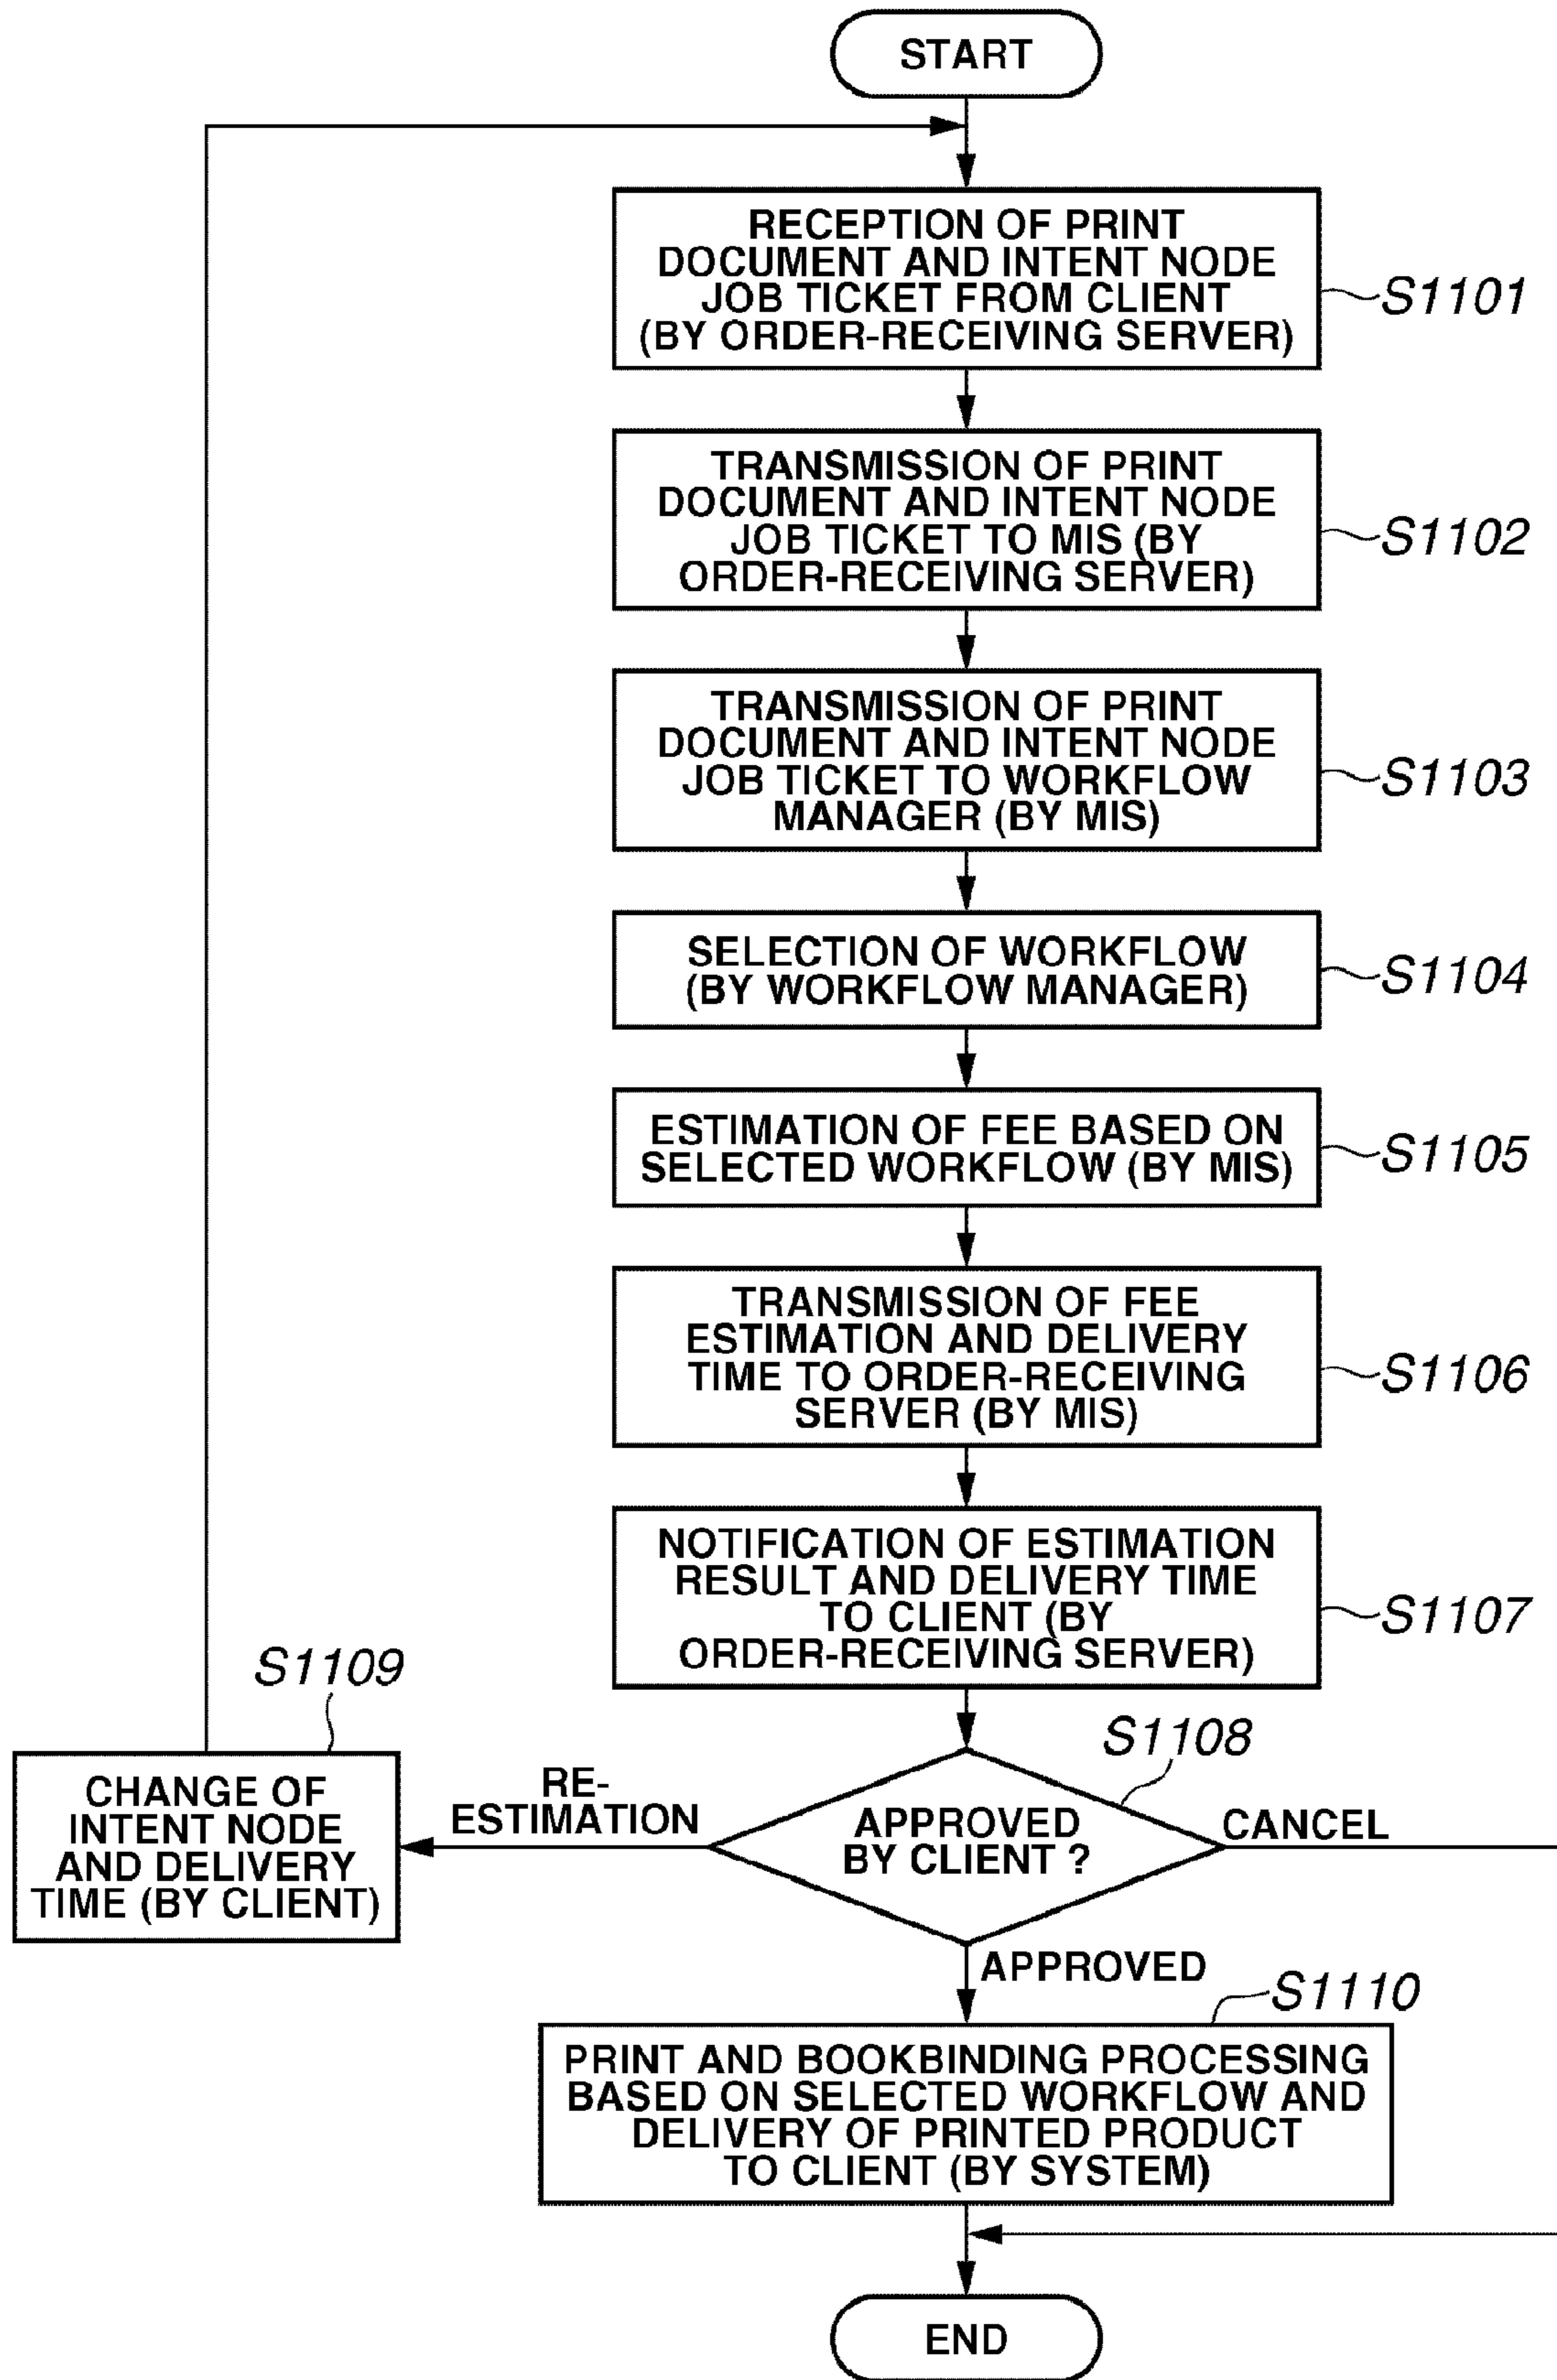 START
RECEPTION OF PRINT
DOCUMENT AND INTENT NODE
JOB TICKET FROM CLIENT
(BY ORDER-RECEIVING SERVER)
S1101
TRANSMISSION OF PRINT
DOCUMENT AND INTENT NODE
JOB TICKET TO MIS (BY
ORDER-RECEIVING SERVER)
S1102
TRANSMISSION OF PRINT
DOCUMENT AND INTENT NODE
JOB TICKET TO WORKFLOW
MANAGER (BY MIS)
S1103
SELECTION OF WORKFLOW
(BY WORKFLOW MANAGER)
S1104
ESTIMATION OF FEE BASED ON
SELECTED WORKFLOW (BY MIS)
S1105
TRANSMISSION OF FEE
ESTIMATION AND DELIVERY
TIME TO ORDER-RECEIVING
SERVER (BY MIS)
S1106
NOTIFICATION OF ESTIMATION
RESULT AND DELIVERY TIME
TO CLIENT (BY
ORDER-RECEIVING SERVER)
S1107
S1109
CHANGE OF
INTENT NODE
AND DELIVERY
TIME (BY CLIENT)
RE-
ESTIMATION
S1108
APPROVED
BY CLIENT ?
CANCEL
APPROVED
S1110
PRINT AND BOOKBINDING PROCESSING
BASED ON SELECTED WORKFLOW AND
DELIVERY OF PRINTED PRODUCT
TO CLIENT (BY SYSTEM)
END